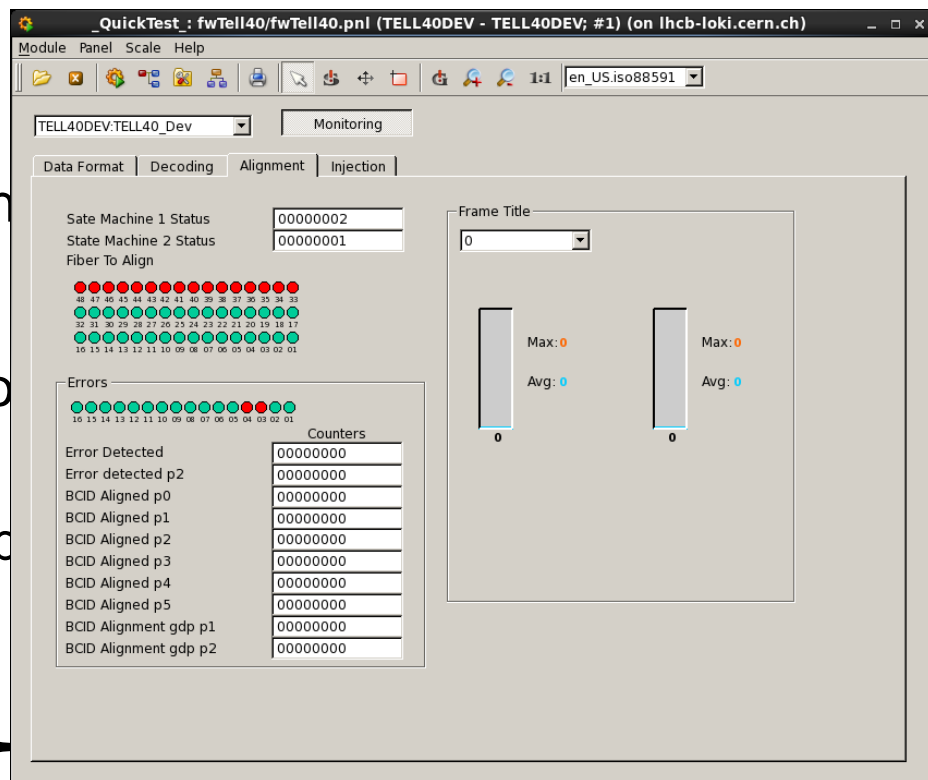 _QuickTest_: fwTell40/fwTell40.pnl (TELL40DEV - TELL40DEV; #1) (on lhcb-loki.cern.ch)
Module Panel Scale Help
1:1 en_US.iso88591
TELL40DEV:TELL40_Dev Monitoring
Data Format Decoding Alignment Injection
Sate Machine 1 Status 00000002
State Machine 2 Status 00000001
Fiber To Align
48 47 46 45 44 43 42 41 40 39 38 37 36 35 34 33
32 31 30 29 28 27 26 25 24 23 22 21 20 19 18 17
16 15 14 13 12 11 10 09 08 07 06 05 04 03 02 01
Errors
16 15 14 13 12 11 10 09 08 07 06 05 04 03 02 01
Counters
Error Detected 00000000
Error detected p2 00000000
BCID Aligned p0 00000000
BCID Aligned p1 00000000
BCID Aligned p2 00000000
BCID Aligned p3 00000000
BCID Aligned p4 00000000
BCID Aligned p5 00000000
BCID Alignment gdp p1 00000000
BCID Alignment gdp p2 00000000
Frame Title
0
Max: 0 Max: 0
Avg: 0 Avg: 0
0 0